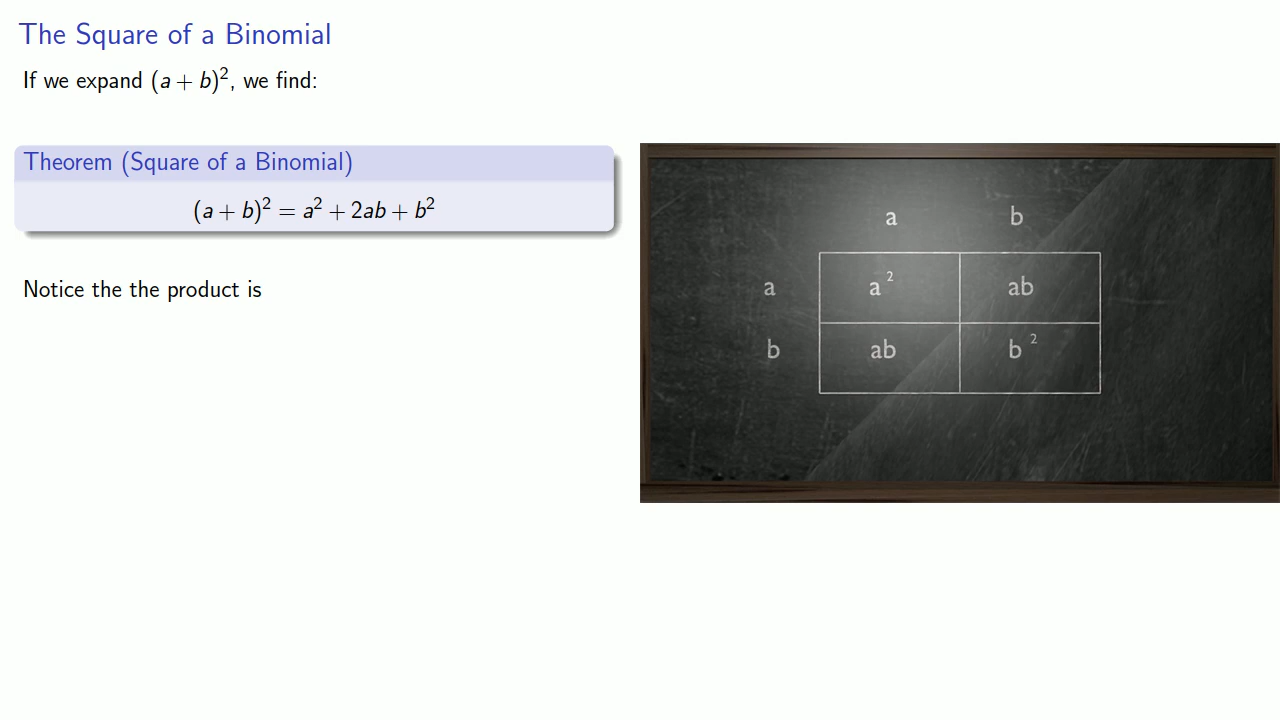 The Square of a Binomial
If we expand (a + b)², we find:
Theorem (Square of a Binomial)
(a + b)² = a² + 2ab + b²
Notice the the product is
a b
a a² ab
b ab b²